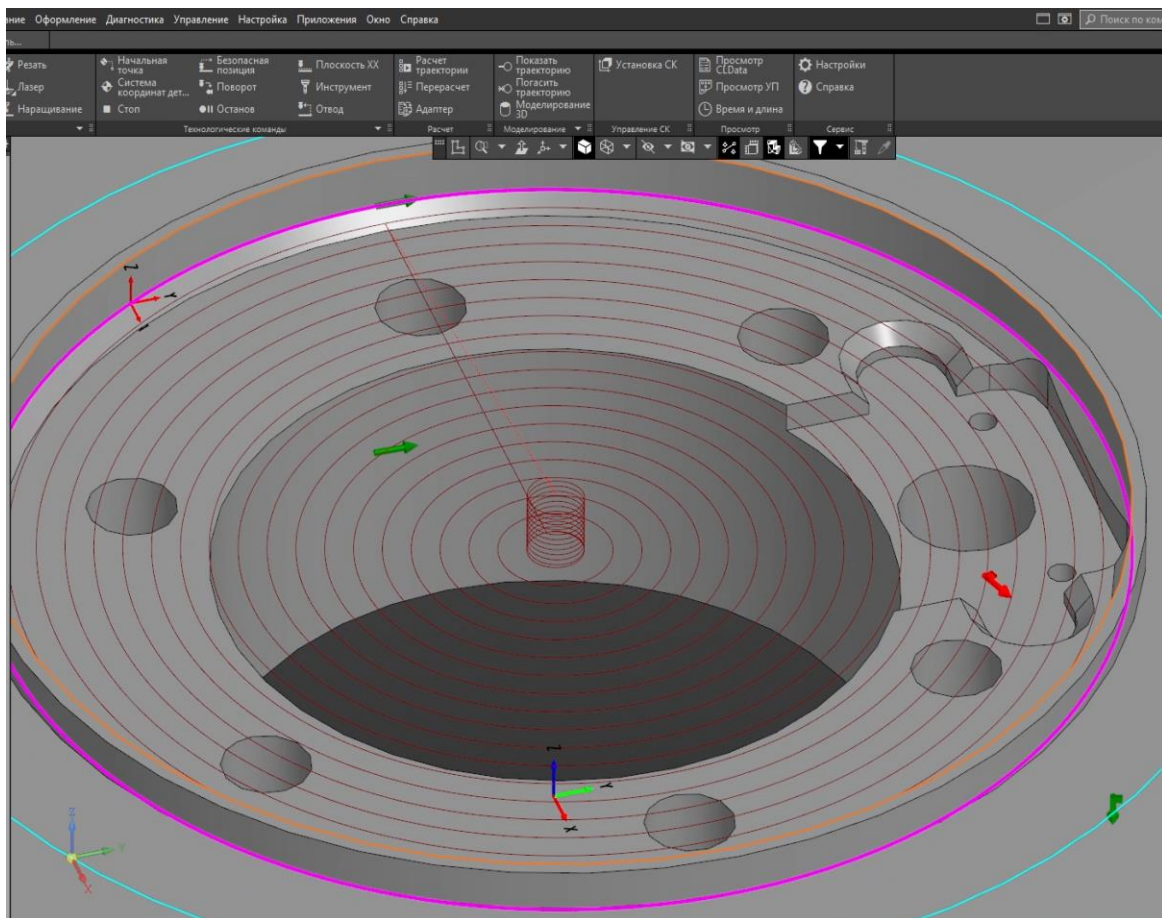 ание Оформление Диагностика Управление Настройка Приложения Окно Справка
Поиск по ком
ль...
Резать
Лазер
Наращивание
Начальная точка
Система координат дет...
Стоп
Безопасная позиция
Поворот
Останов
Плоскость ХХ
Инструмент
Отвод
Технологические команды
Расчет траектории
Перерасчет
Адаптер
Расчет
Показать траекторию
Погасить траекторию
Моделирование 3D
Моделирование
Установка СК
Управление СК
Просмотр CLData
Просмотр УП
Время и длина
Просмотр
Настройки
Справка
Сервис
Z
Y
Z
Y
X
Z
Y
X